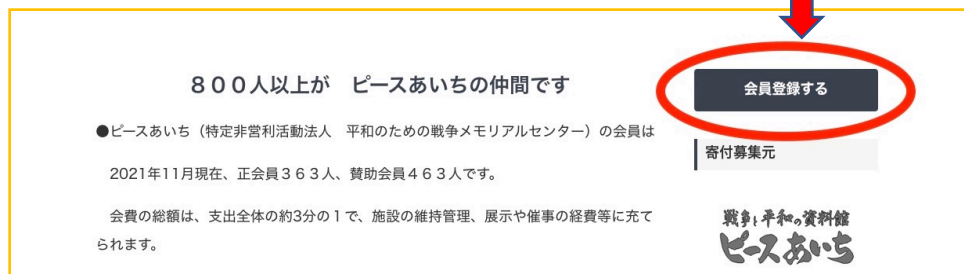 ８００人以上が　ピースあいちの仲間です
●ピースあいち（特定非営利活動法人　平和のための戦争メモリアルセンター）の会員は
2021年11月現在、正会員３６３人、賛助会員４６３人です。
会費の総額は、支出全体の約3分の１で、施設の維持管理、展示や催事の経費等に充て
られます。
会員登録する
寄付募集元
戦争と平和の資料館
ピースあいち